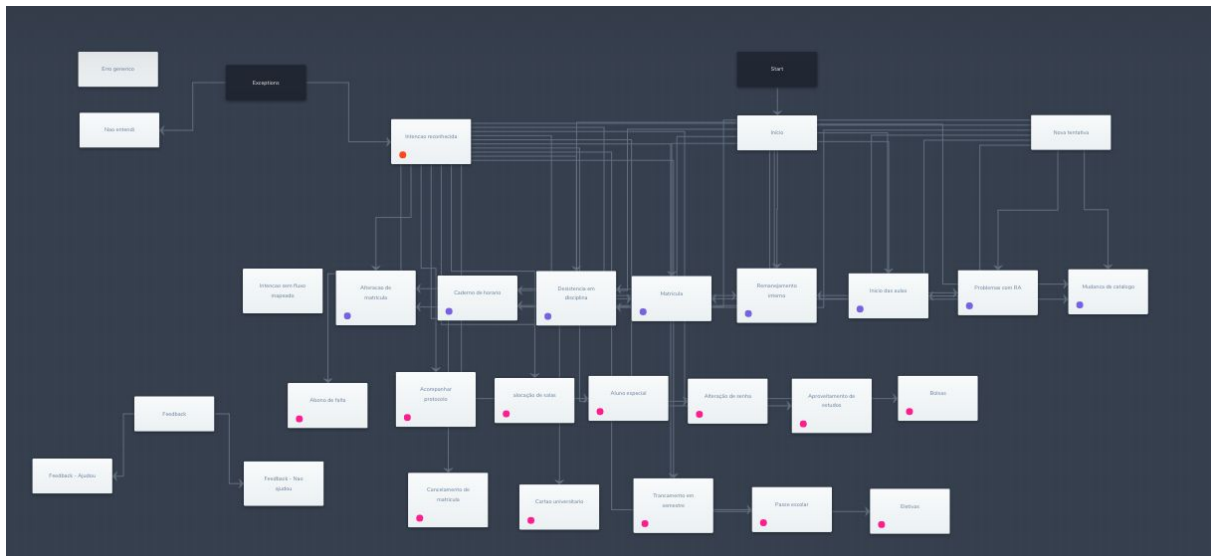 Erro generico
Exceptions
Start
Nao entendi
Intencao reconhecida
Inicio
Nova tentativa
Intencao sem fluxo
mapeado
Alteracao de
matricula
Caderno de horario
Desistencia em
disciplina
Matricula
Remanejamento
interno
Inicio das aulas
Problemas com RA
Mudanca de catalogo
Abono de falta
Acompanhar
protocolo
alocação de salas
Aluno especial
Alteração de senha
Aproveitamento de
estudos
Bolsas
Feedback
Feedback - Ajudou
Feedback - Nao
ajudou
Cancelamento de
matricula
Cartao universitario
Trancamento em
semestre
Passe escolar
Eletivas